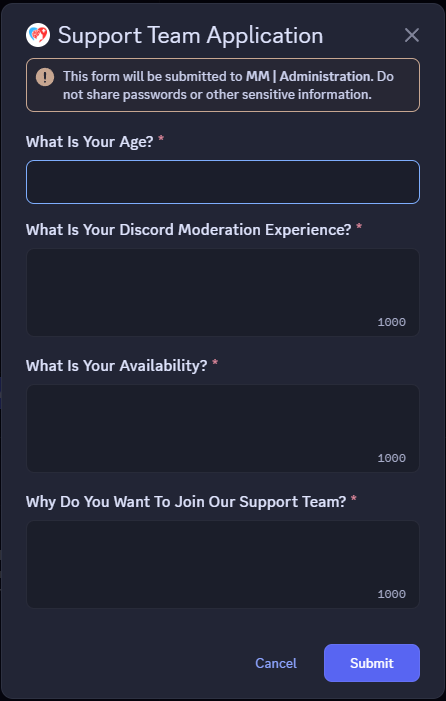 Support Team Application
This form will be submitted to MM | Administration. Do
not share passwords or other sensitive information.
What Is Your Age? *
What Is Your Discord Moderation Experience? *
1000
What Is Your Availability? *
1000
Why Do You Want To Join Our Support Team? *
1000
Cancel
Submit